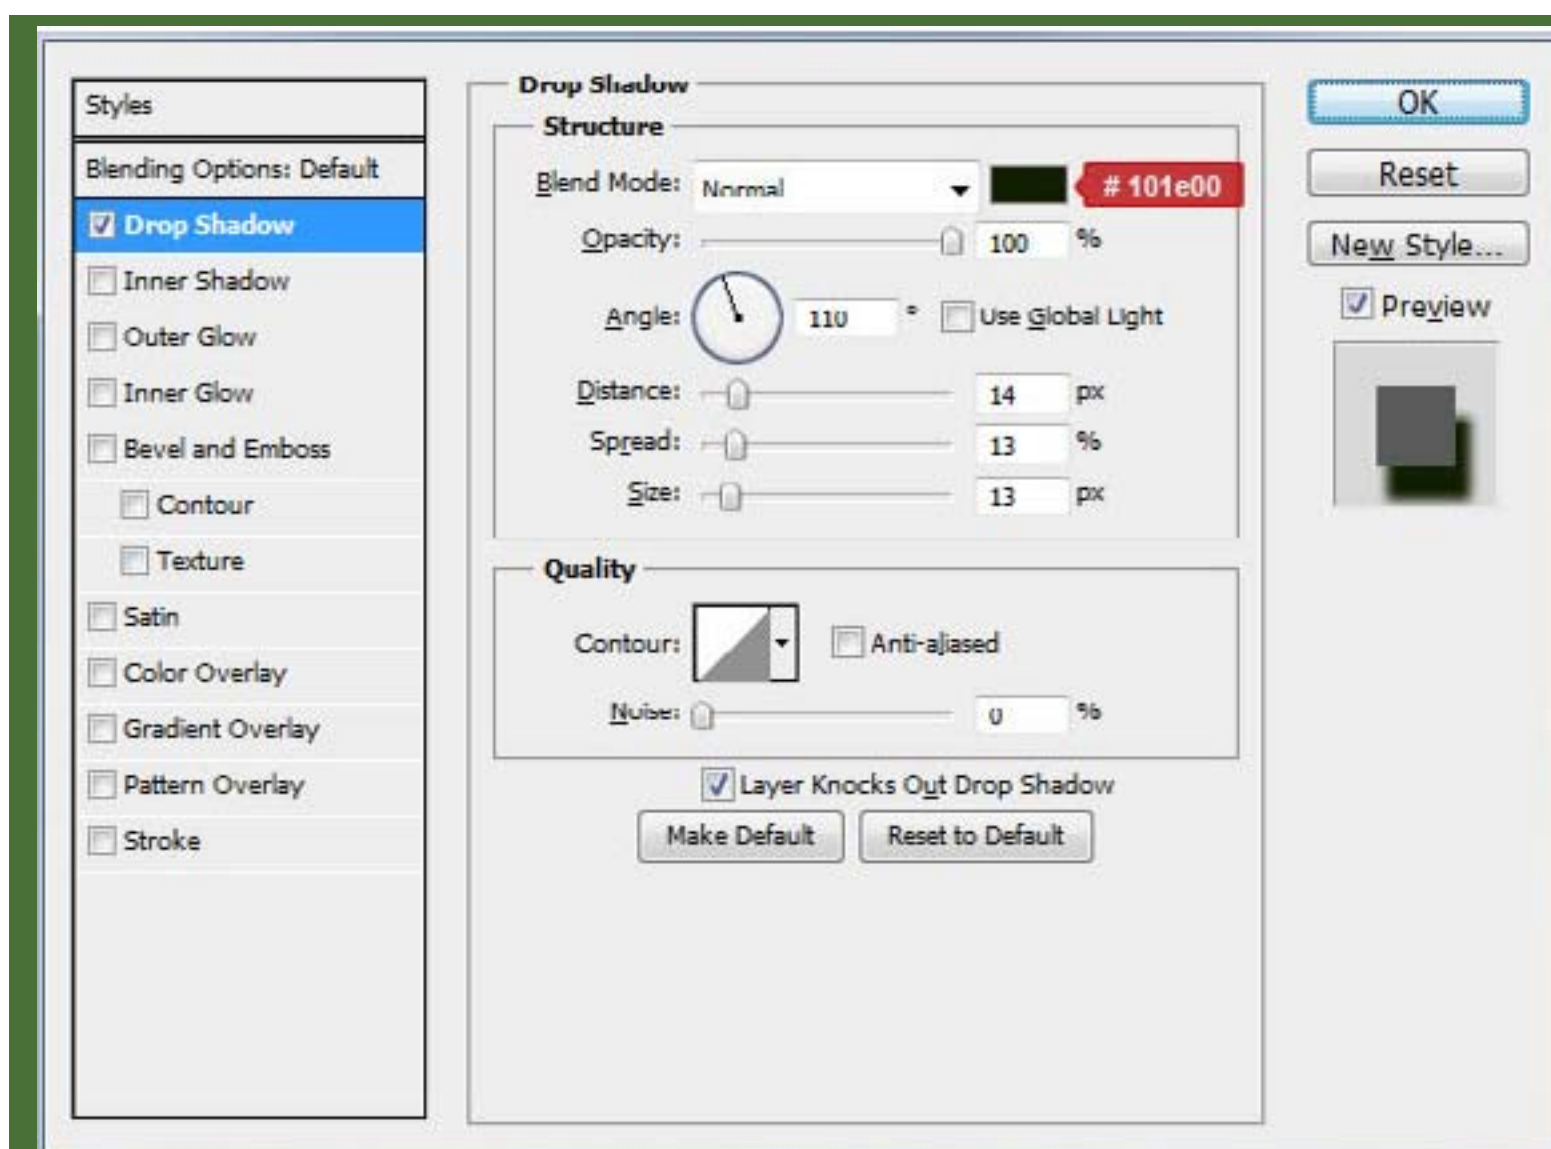 Styles
Blending Options: Default
Drop Shadow
Inner Shadow
Outer Glow
Inner Glow
Bevel and Emboss
Contour
Texture
Satin
Color Overlay
Gradient Overlay
Pattern Overlay
Stroke
Drop Shadow
Structure
Blend Mode: Normal # 101e00
Opacity: 100 %
Angle: 110 ° Use Global Light
Distance: 14 px
Spread: 13 %
Size: 13 px
Quality
Contour: Anti-aliased
Noise: 0 %
Layer Knocks Out Drop Shadow
Make Default Reset to Default
OK
Reset
New Style...
Preview